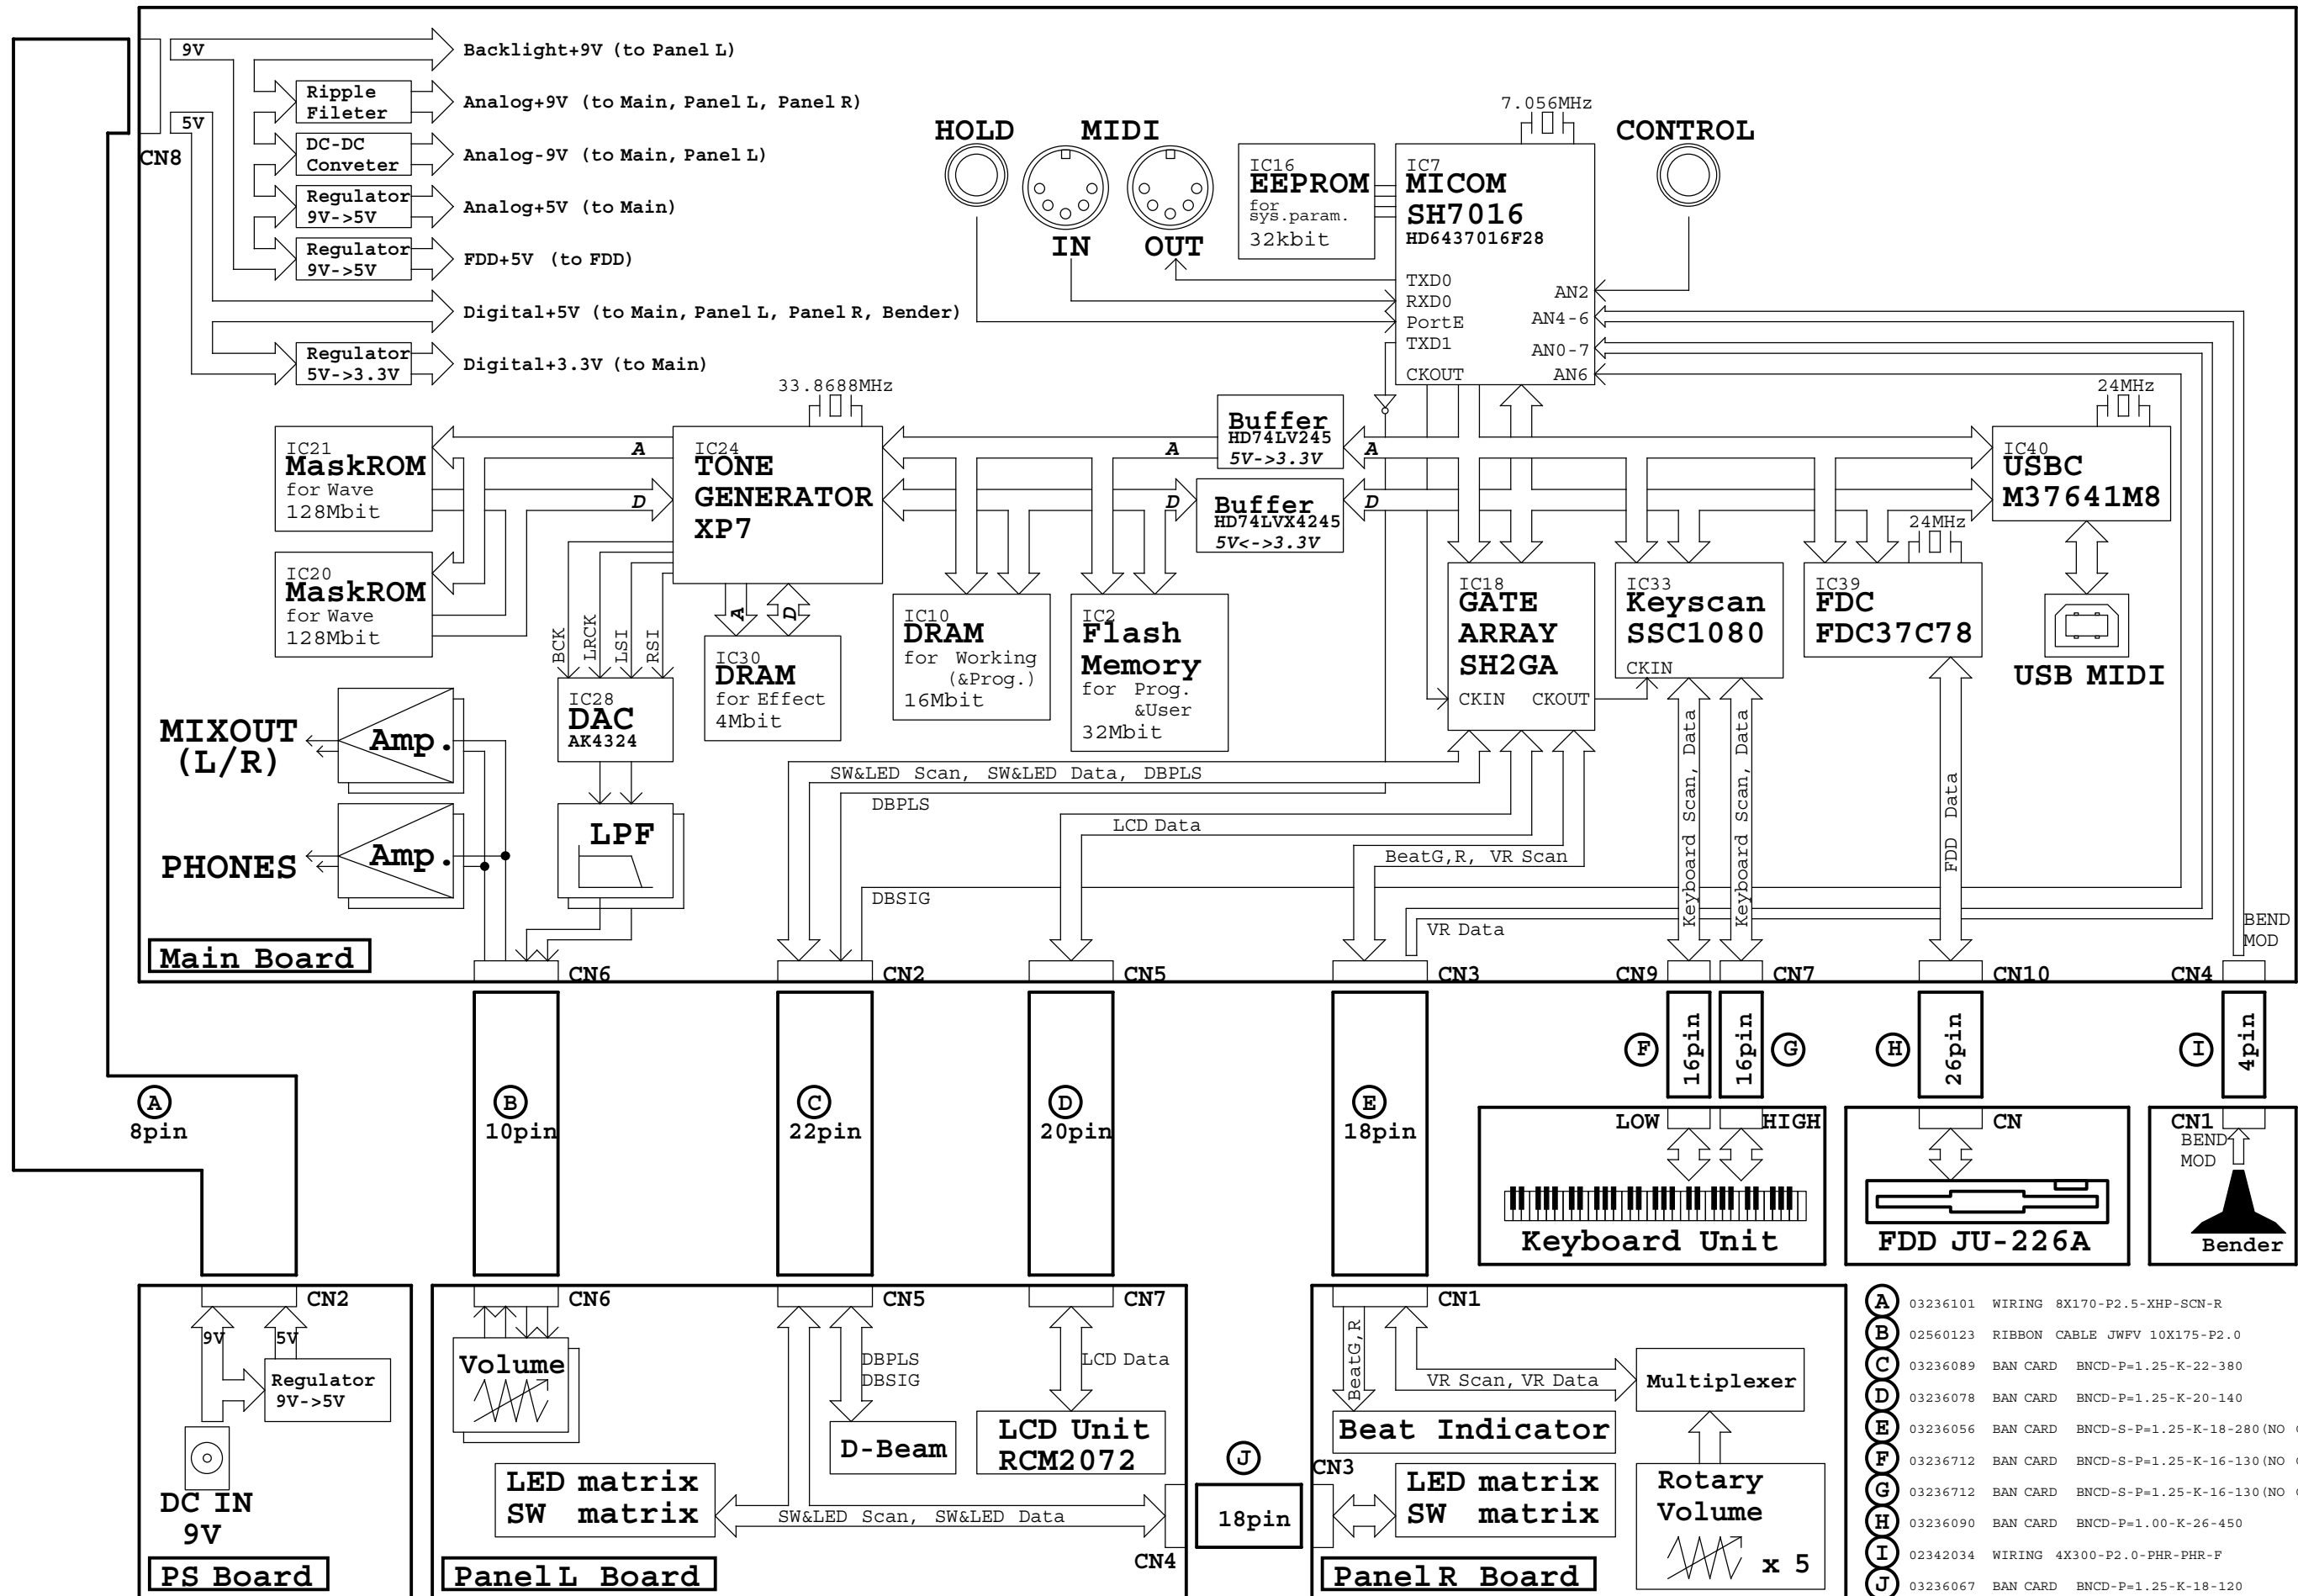 9V
Backlight+9V (to Panel L)
Ripple
Fileter
Analog+9V (to Main, Panel L, Panel R)
5V
CN8
DC-DC
Conveter
Analog-9V (to Main, Panel L)
Regulator
9V->5V
Analog+5V (to Main)
Regulator
9V->5V
FDD+5V (to FDD)
Digital+5V (to Main, Panel L, Panel R, Bender)
Regulator
5V->3.3V
Digital+3.3V (to Main)
HOLD
MIDI
IN
OUT
IC16
EEPROM
for
sys.param.
32kbit
7.056MHz
IC7
MICOM
SH7016
HD6437016F28
TXD0
RXD0
PortE
TXD1
CKOUT
AN2
AN4-6
AN0-7
AN6
CONTROL
33.8688MHz
24MHz
IC21
MaskROM
for Wave
128Mbit
A
D
IC24
TONE
GENERATOR
XP7
A
D
Buffer
HD74LV245
5V->3.3V
A
Buffer
HD74LVX4245
5V<->3.3V
D
IC40
USBC
M37641M8
24MHz
IC20
MaskROM
for Wave
128Mbit
BCK
LRCK
LSI
RSI
A
D
IC30
DRAM
for Effect
4Mbit
IC10
DRAM
for Working
(&Prog.)
16Mbit
IC2
Flash
Memory
for Prog.
&User
32Mbit
IC18
GATE
ARRAY
SH2GA
CKIN
CKOUT
IC33
Keyscan
SSC1080
CKIN
IC39
FDC
FDC37C78
USB MIDI
MIXOUT
(L/R)
Amp.
PHONES
Amp.
IC28
DAC
AK4324
LPF
SW&LED Scan, SW&LED Data, DBPLS
DBPLS
LCD Data
BeatG,R, VR Scan
DBSIG
VR Data
Keyboard Scan, Data
Keyboard Scan, Data
FDD Data
BEND
MOD
Main Board
CN6
CN2
CN5
CN3
CN9
CN7
CN10
CN4
A
8pin
B
10pin
C
22pin
D
20pin
E
18pin
F
16pin
16pin
G
H
26pin
I
4pin
LOW
HIGH
Keyboard Unit
CN
FDD JU-226A
CN1
BEND
MOD
Bender
CN2
9V
5V
Regulator
9V->5V
DC IN
9V
PS Board
CN6
CN5
CN7
Volume
DBPLS
DBSIG
LCD Data
D-Beam
LCD Unit
RCM2072
LED matrix
SW matrix
SW&LED Scan, SW&LED Data
CN4
Panel L Board
J
18pin
CN1
BeatG,R
VR Scan, VR Data
Multiplexer
Beat Indicator
CN3
LED matrix
SW matrix
Rotary
Volume
x 5
Panel R Board
A 03236101 WIRING 8X170-P2.5-XHP-SCN-R
B 02560123 RIBBON CABLE JWFV 10X175-P2.0
C 03236089 BAN CARD BNCD-P=1.25-K-22-380
D 03236078 BAN CARD BNCD-P=1.25-K-20-140
E 03236056 BAN CARD BNCD-S-P=1.25-K-18-280(NO
F 03236712 BAN CARD BNCD-S-P=1.25-K-16-130(NO
G 03236712 BAN CARD BNCD-S-P=1.25-K-16-130(NO
H 03236090 BAN CARD BNCD-P=1.00-K-26-450
I 02342034 WIRING 4X300-P2.0-PHR-PHR-F
J 03236067 BAN CARD BNCD-P=1.25-K-18-120